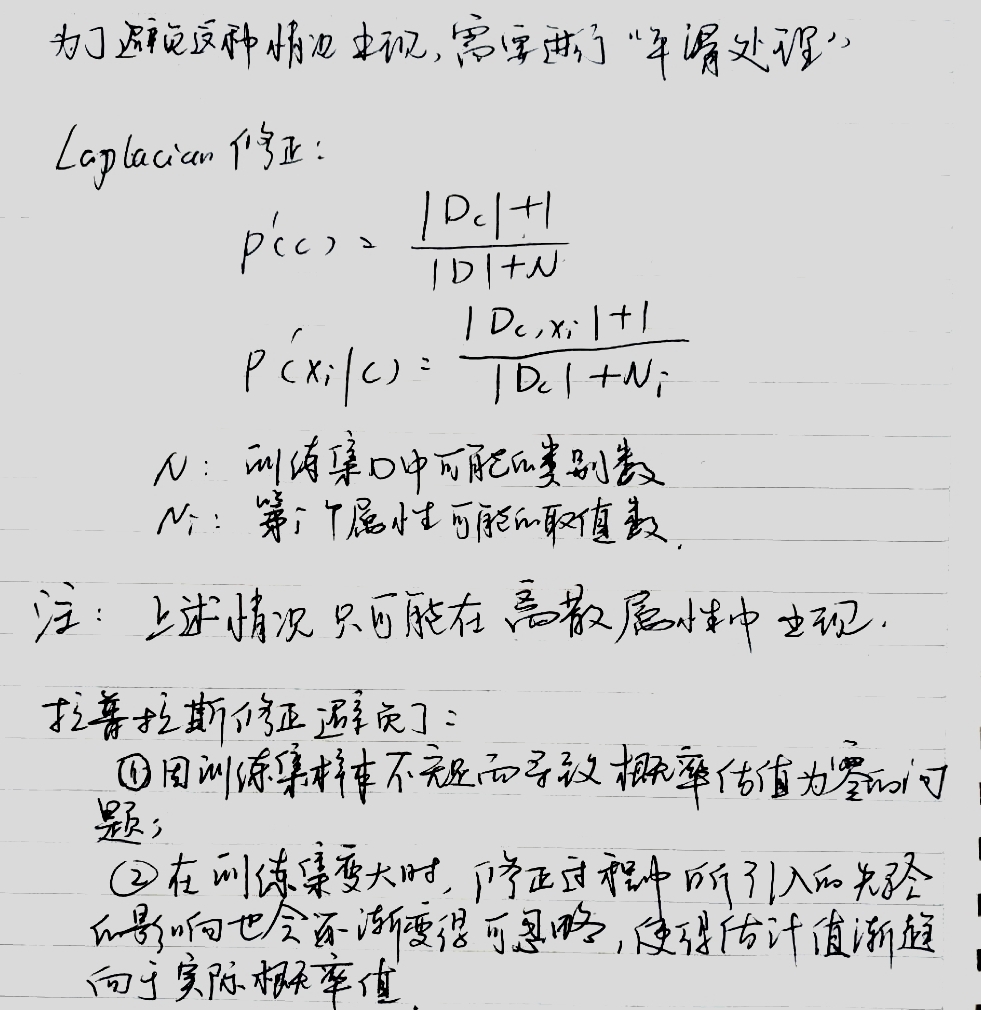 为了避免这种情况出现,需要进行“平滑处理”
Laplacian 修正:
P'(c) = (|D_c|+1) / (|D|+N)
P'(x_i|c) = (|D_{c,x_i}|+1) / (|D_c|+N_i)
N: 训练集D中可能的类别数
N_i: 第i个属性可能的取值数.
注: 上述情况只可能在离散属性中出现.
拉普拉斯修正避免了:
①因训练集样本不充足而导致概率估值为零的问
题;
②在训练集变大时,修正过程中所引入的先验
的影响也会逐渐变得可忽略,使得估计值渐趋
向于实际概率值.